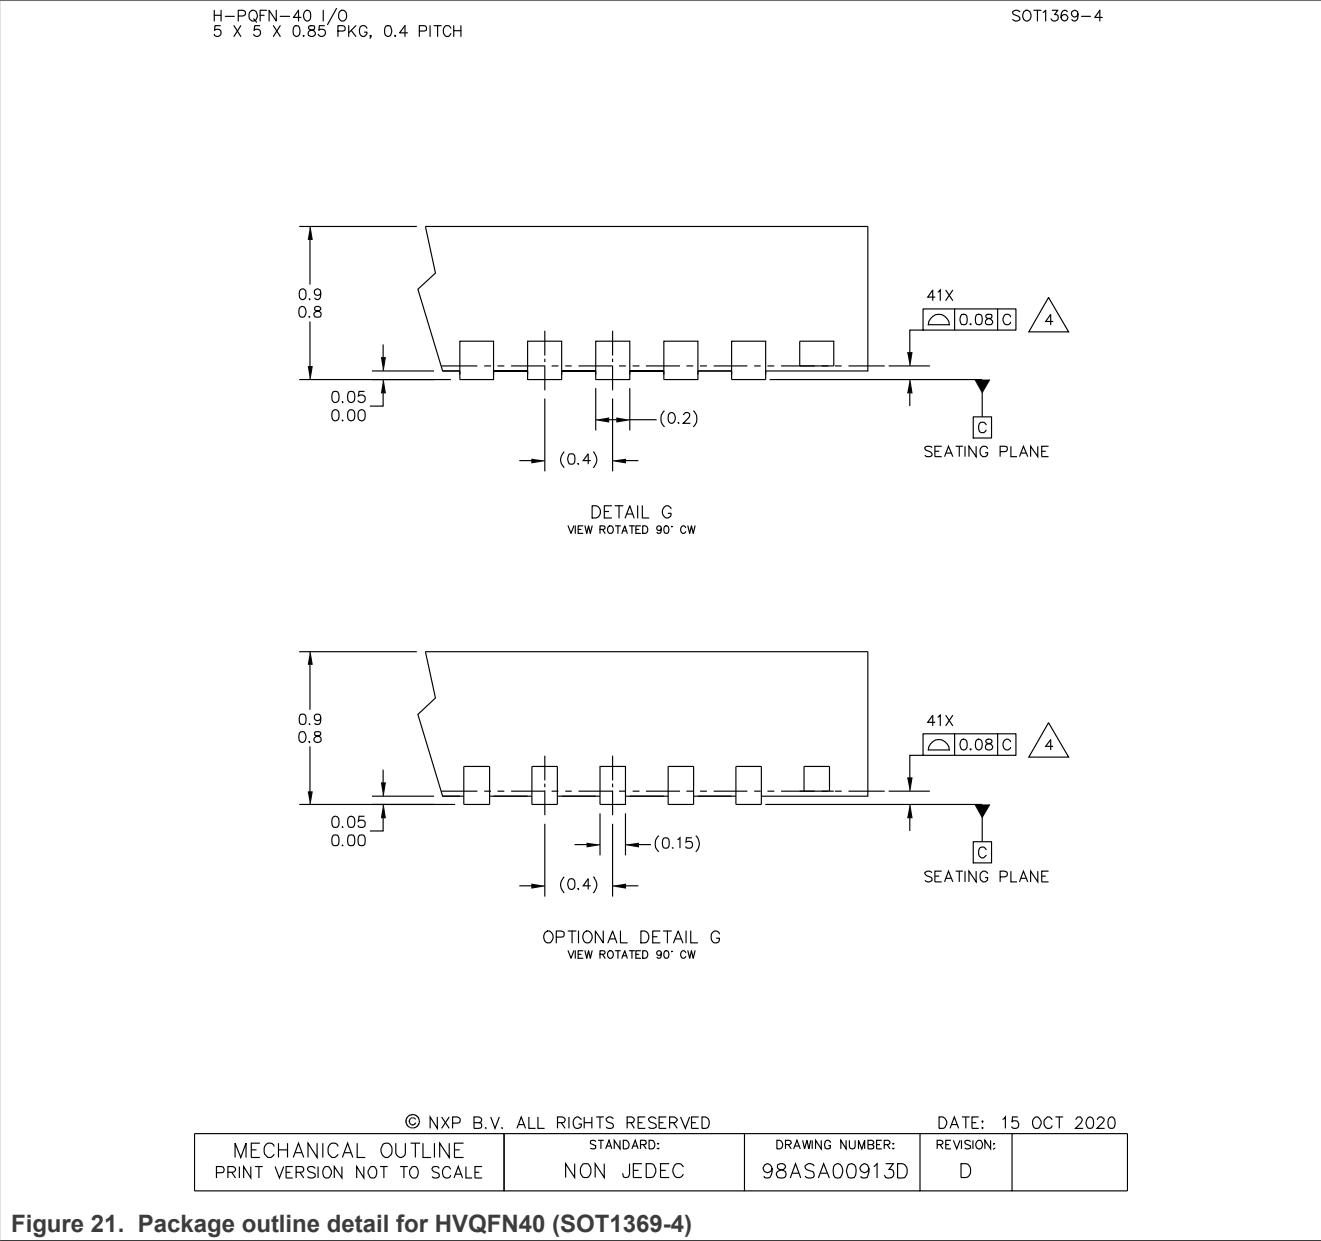 H-PQFN-40 I/O
5 X 5 X 0.85 PKG, 0.4 PITCH
SOT1369-4
0.9
0.8
0.05
0.00
(0.2)
(0.4)
41X
0.08 C
4
C
SEATING PLANE
DETAIL G
VIEW ROTATED 90° CW
0.9
0.8
0.05
0.00
(0.15)
(0.4)
41X
0.08 C
4
C
SEATING PLANE
OPTIONAL DETAIL G
VIEW ROTATED 90° CW
© NXP B.V. ALL RIGHTS RESERVED
DATE: 15 OCT 2020
MECHANICAL OUTLINE
PRINT VERSION NOT TO SCALE
STANDARD:
NON JEDEC
DRAWING NUMBER:
98ASA00913D
REVISION:
D
Figure 21. Package outline detail for HVQFN40 (SOT1369-4)